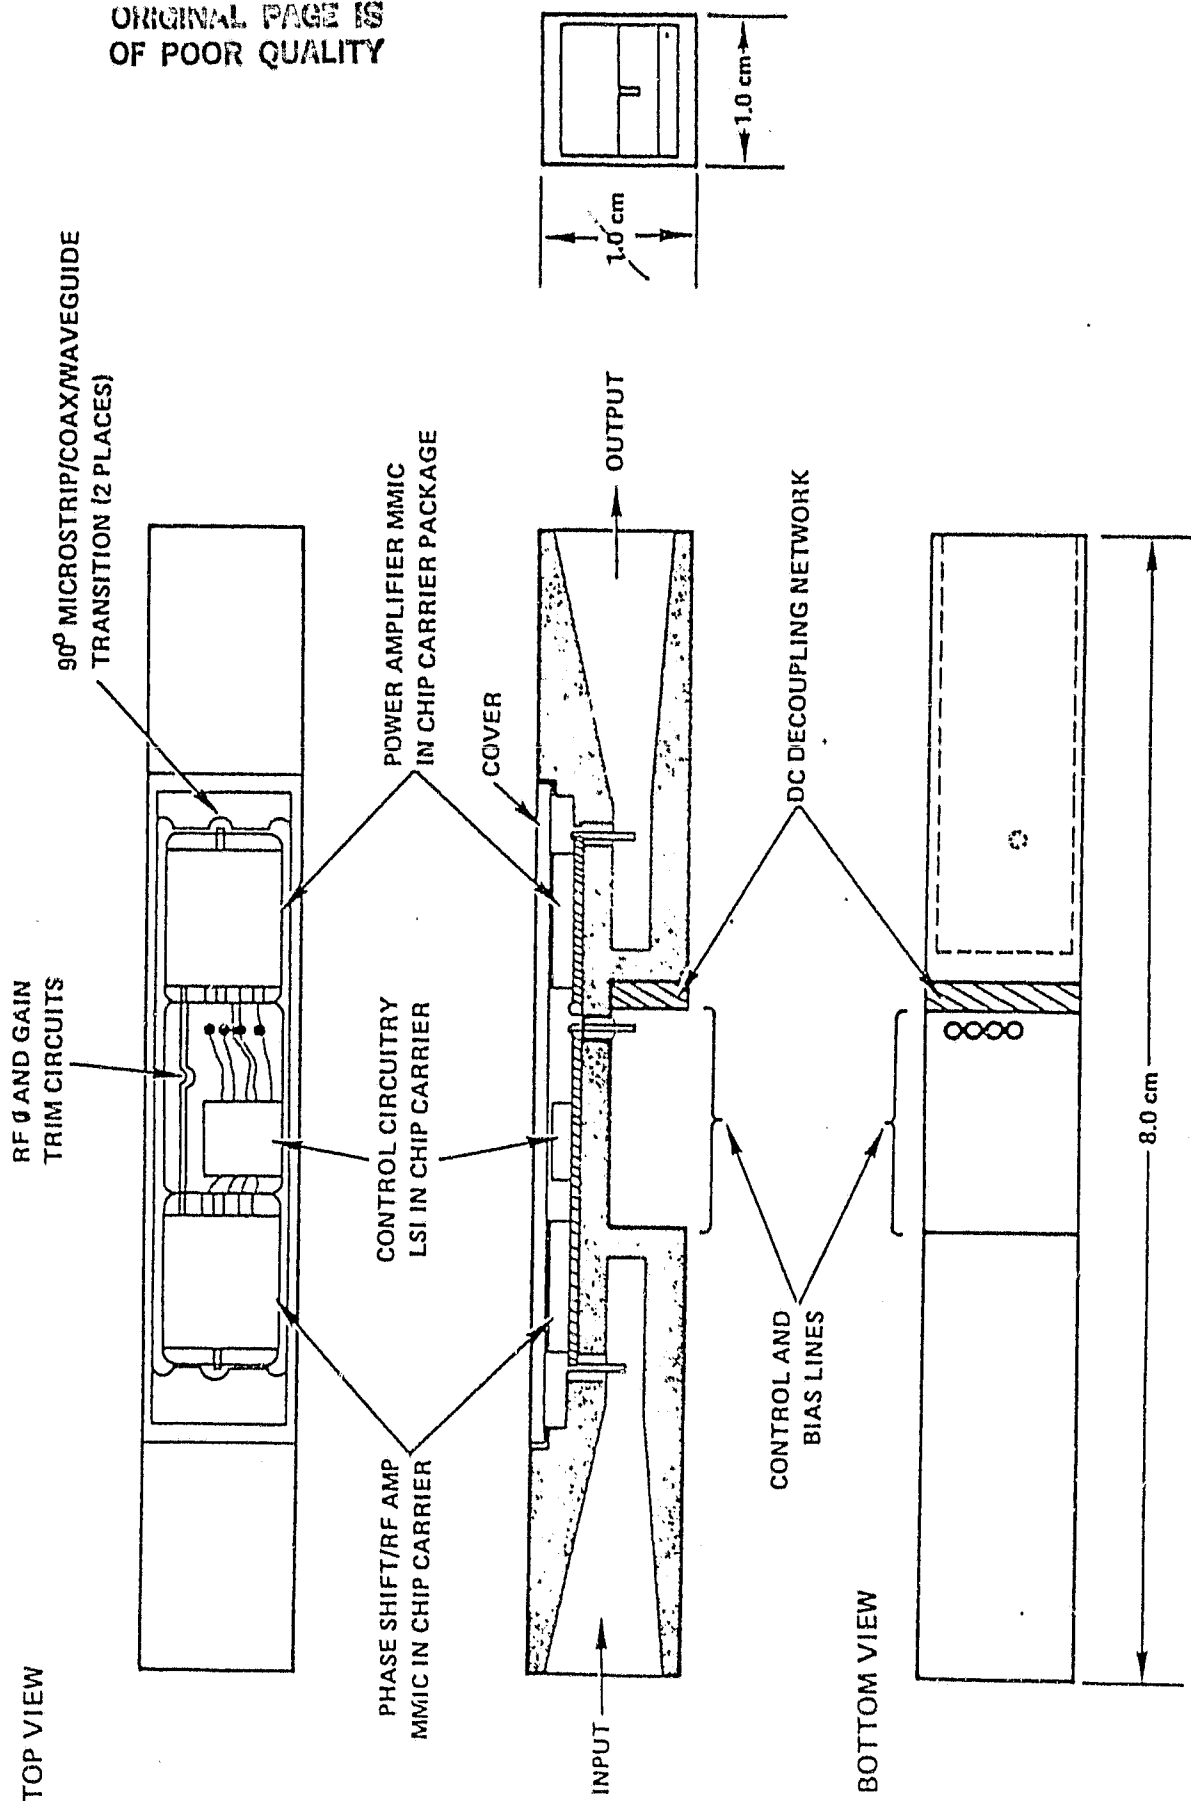 ORIGINAL PAGE IS
OF POOR QUALITY
TOP VIEW
RF ø AND GAIN
TRIM CIRCUITS
90° MICROSTRIP/COAX/WAVEGUIDE
TRANSITION (2 PLACES)
PHASE SHIFT/RF AMP
MMIC IN CHIP CARRIER
CONTROL CIRCUITRY
LSI IN CHIP CARRIER
POWER AMPLIFIER MMIC
IN CHIP CARRIER PACKAGE
COVER
INPUT
OUTPUT
1.0 cm
1.0 cm
CONTROL AND
BIAS LINES
DC DECOUPLING NETWORK
BOTTOM VIEW
8.0 cm